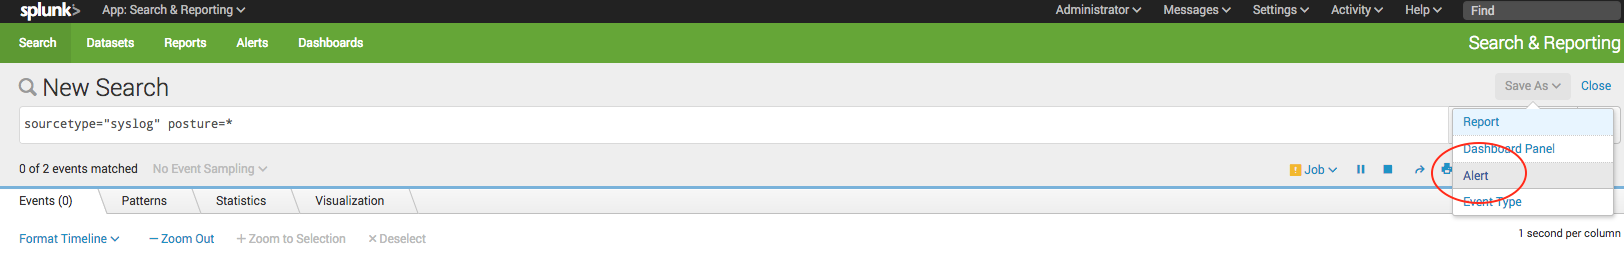 splunk> App: Search & Reporting Administrator Messages Settings Activity Help Find
Search Datasets Reports Alerts Dashboards Search & Reporting
New Search Save As Close
sourcetype="syslog" posture=*
Report
Dashboard Panel
Alert
Event Type
0 of 2 events matched No Event Sampling Job
Events (0) Patterns Statistics Visualization
Format Timeline — Zoom Out + Zoom to Selection × Deselect 1 second per column